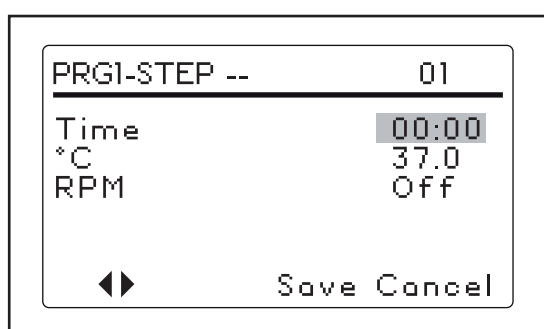 PRG1-STEP -- 01
Time 00:00
°C 37.0
RPM Off
◀▶ Save Cancel